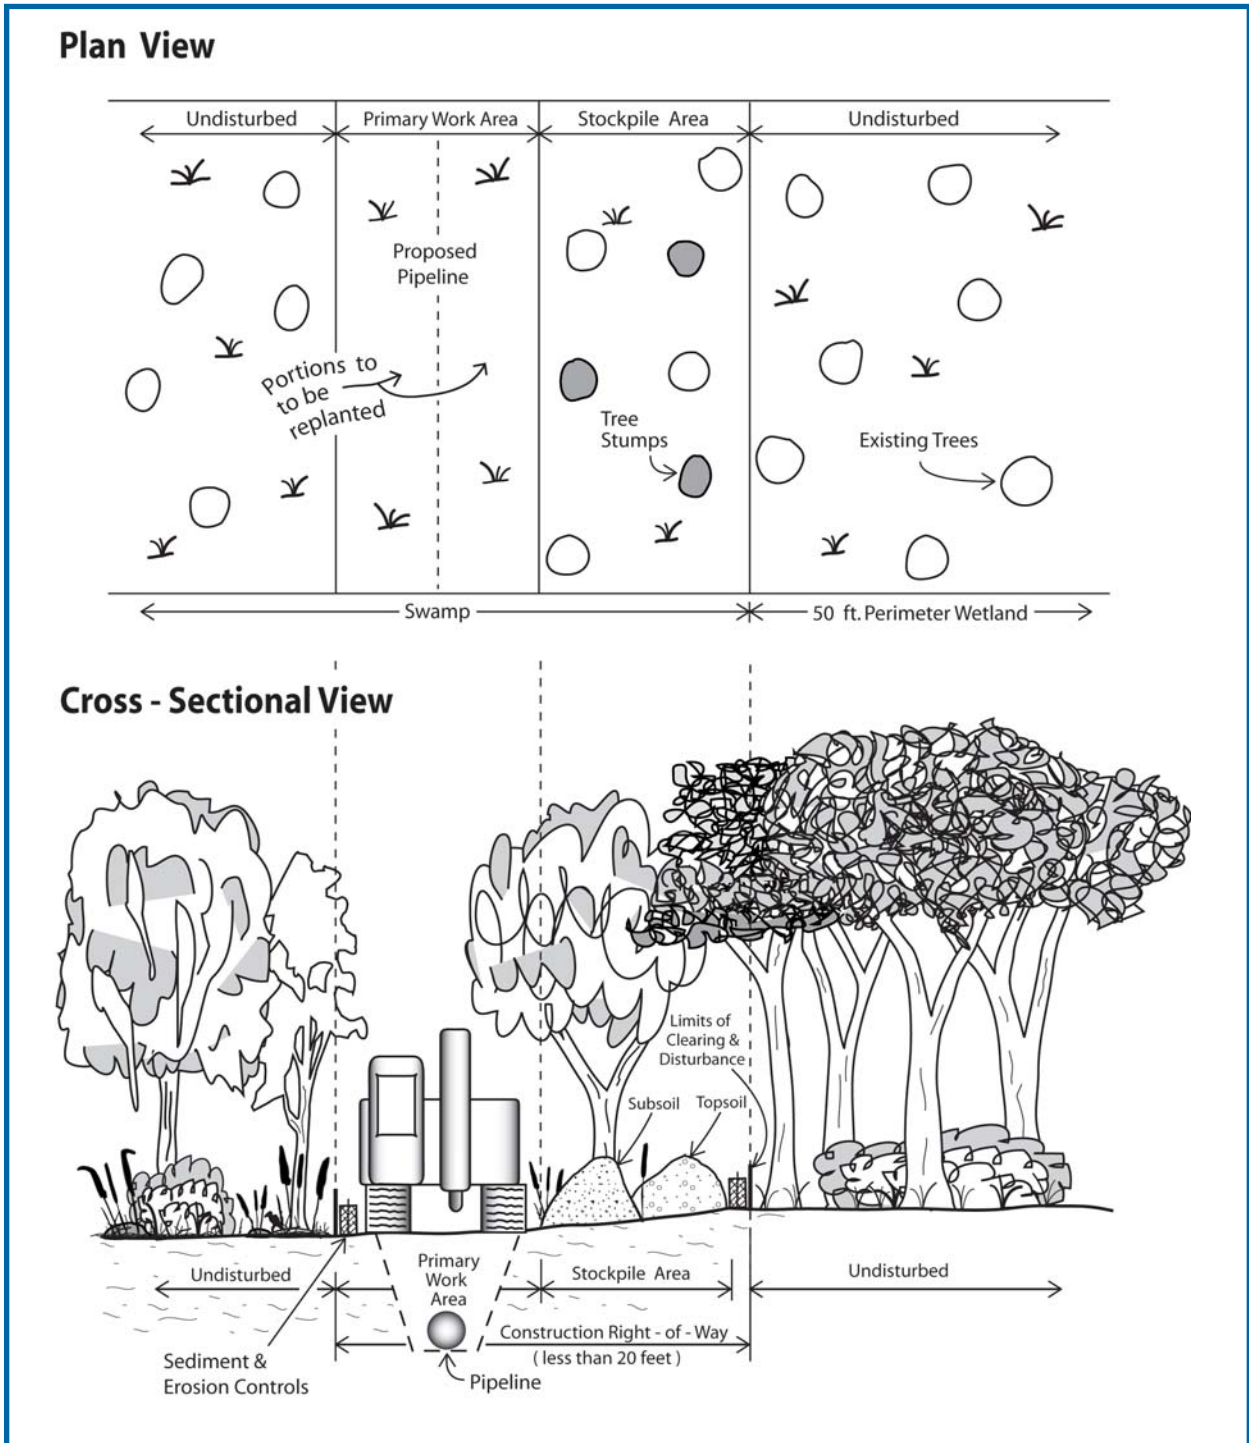 Plan View
Undisturbed
Primary Work Area
Stockpile Area
Undisturbed
Proposed
Pipeline
Portions to
to be
replanted
Tree
Stumps
Existing Trees
Swamp
50 ft. Perimeter Wetland
Cross - Sectional View
Limits of
Clearing &
Disturbance
Subsoil
Topsoil
Undisturbed
Primary
Work
Area
Stockpile Area
Undisturbed
Construction Right - of - Way
( less than 20 feet )
Sediment &
Erosion Controls
Pipeline